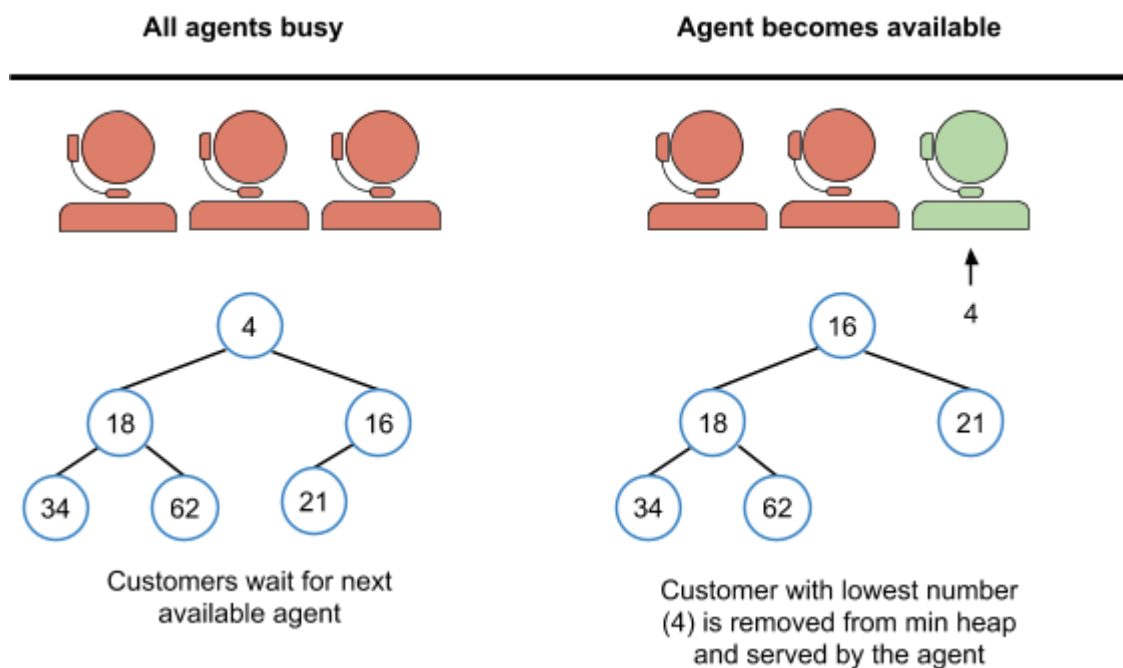 All agents busy
Agent becomes available
4
18
16
34
62
21
Customers wait for next
available agent
4
16
18
21
34
62
Customer with lowest number
(4) is removed from min heap
and served by the agent